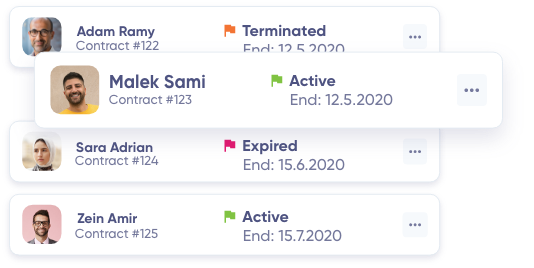 Adam Ramy
Contract #122
Terminated
End: 12.5.2020
Malek Sami
Contract #123
Active
End: 12.5.2020
Sara Adrian
Contract #124
Expired
End: 15.6.2020
Zein Amir
Contract #125
Active
End: 15.7.2020